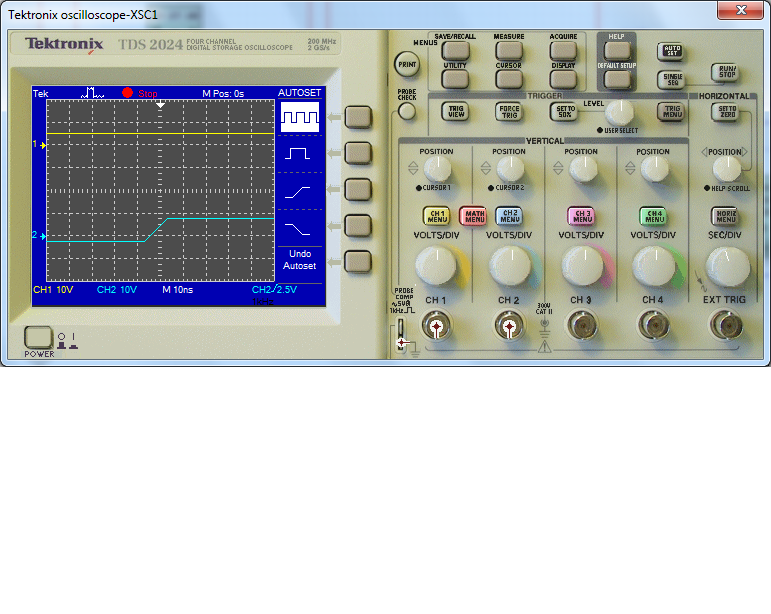 Tektronix oscilloscope-XSC1
Tektronix TDS 2024 FOUR CHANNEL DIGITAL STORAGE OSCILLOSCOPE 200 MHz 2 GS/s
Tek Stop M Pos: 0s AUTOSET
1
2
Undo
Autoset
CH1 10V CH2 10V M 10ns CH2 2.5V
POWER
MENUS
SAVE/RECALL MEASURE ACQUIRE HELP
PRINT
AUTO SET
UTILITY CURSOR DISPLAY DEFAULT SETUP
SINGLE SEQ
RUN/STOP
PROBE CHECK
TRIGGER HORIZONTAL
TRIG VIEW
FORCE TRIG
SET TO 50%
LEVEL
USER SELECT
TRIG MENU
SET TO ZERO
VERTICAL
POSITION POSITION POSITION POSITION POSITION
CURSOR 1 CURSOR 2 HELP SCROLL
CH 1 MENU
MATH MENU
CH 2 MENU
CH 3 MENU
CH 4 MENU
HORIZ MENU
VOLTS/DIV VOLTS/DIV VOLTS/DIV VOLTS/DIV SEC/DIV
PROBE COMP
~5V@
1kHz
CH 1 CH 2 300V CAT II CH 3 CH 4 EXT TRIG